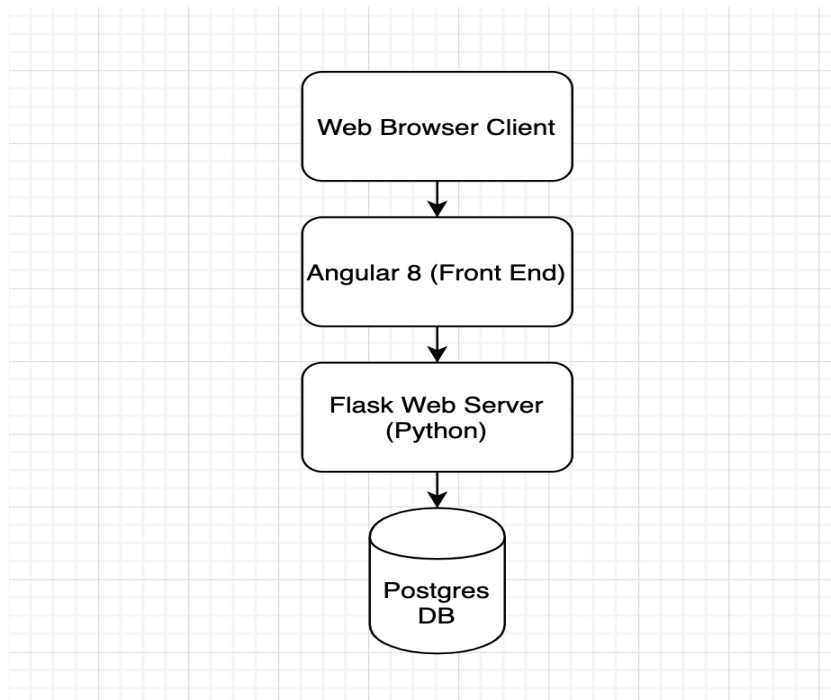 Web Browser Client
Angular 8 (Front End)
Flask Web Server
(Python)
Postgres
DB